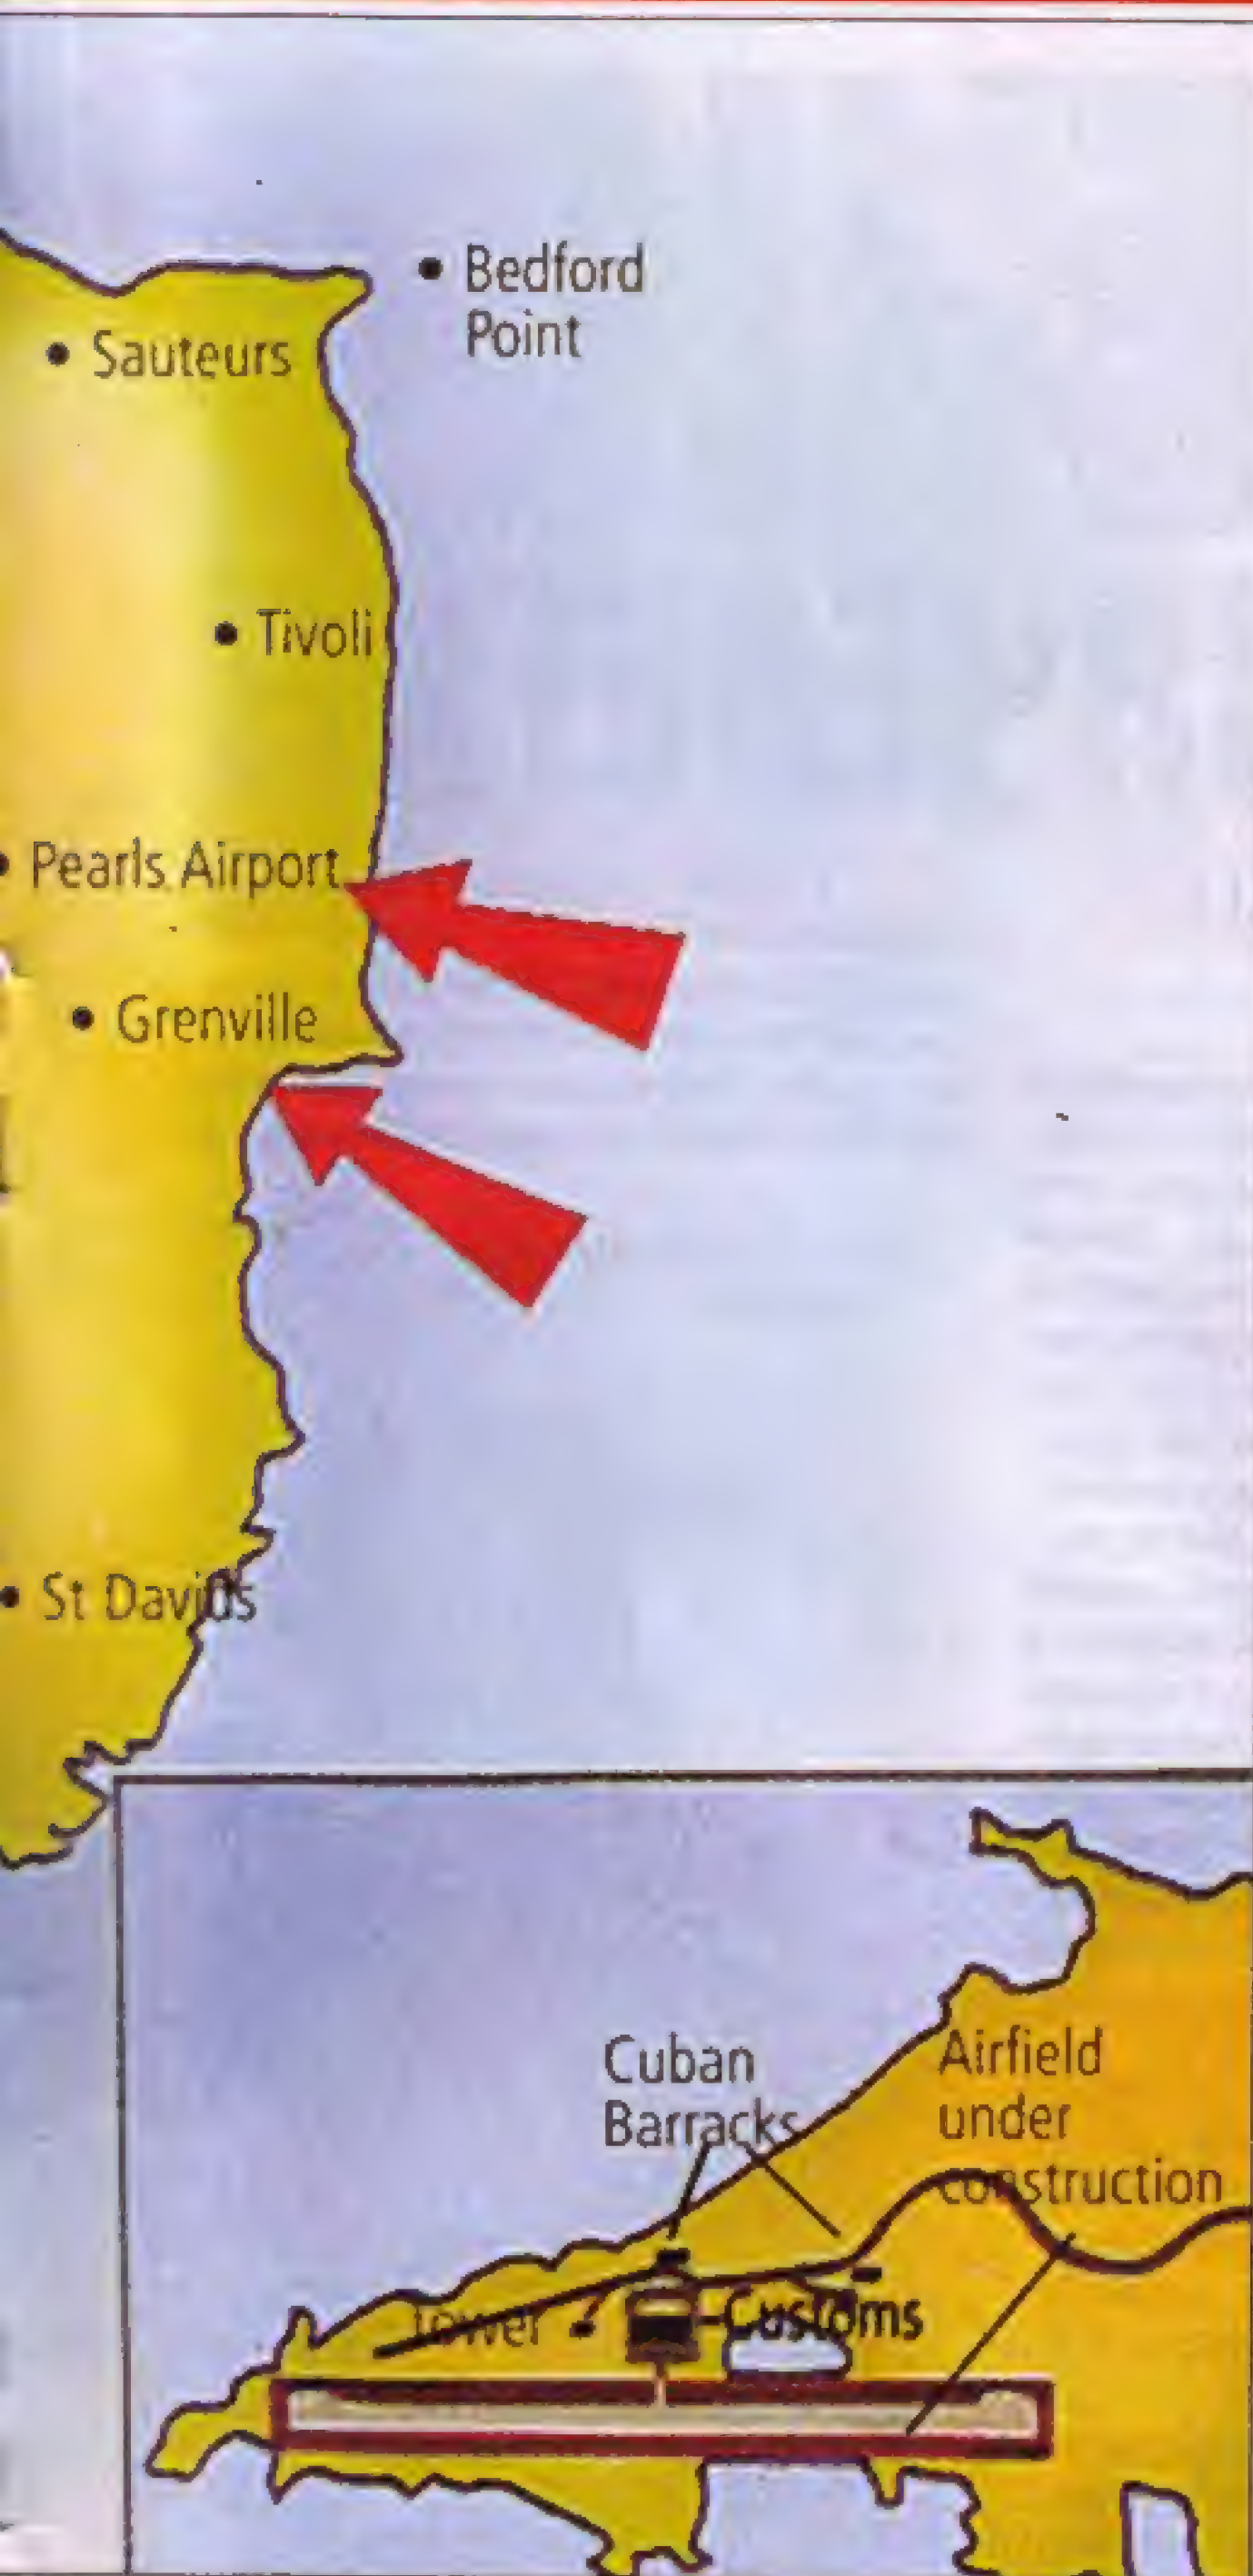 Bedford
Point
Sauteurs
Tivoli
Pearls Airport
Grenville
St Davids
Cuban
Barracks
Airfield
under
construction
Tower
Customs